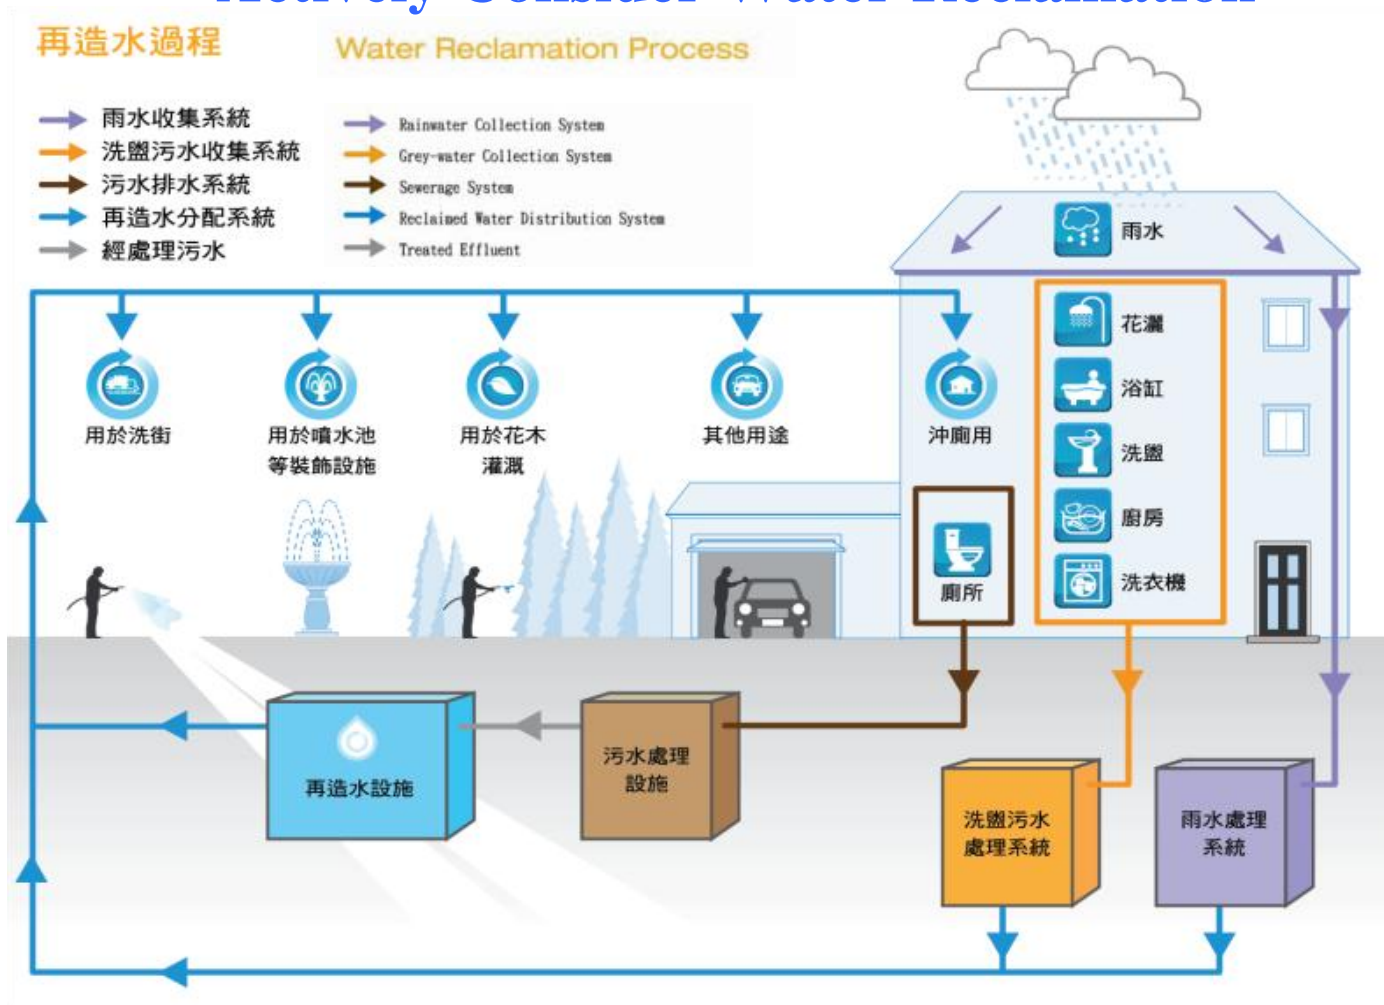 Actively Consider Water Reclamation
再造水過程
Water Reclamation Process
雨水收集系統
洗盥污水收集系統
污水排水系統
再造水分配系統
經處理污水
Rainwater Collection System
Grey-water Collection System
Sewerage System
Reclaimed Water Distribution System
Treated Effluent
雨水
花灑
浴缸
洗盥
廚房
洗衣機
用於洗街
用於噴水池
等裝飾設施
用於花木
灌溉
其他用途
沖廁用
廁所
再造水設施
污水處理
設施
洗盥污水
處理系統
雨水處理
系統